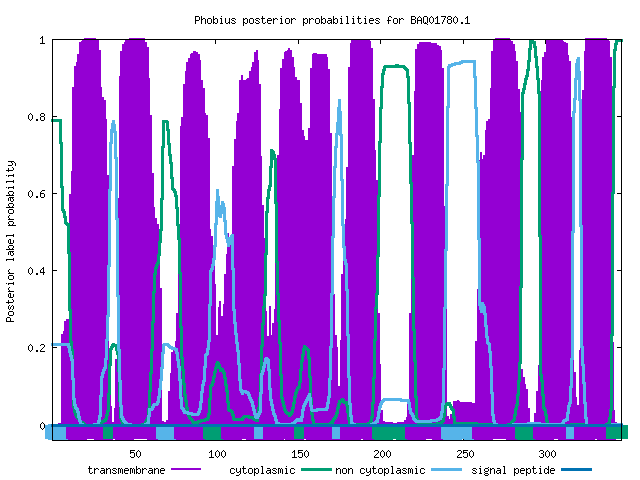 Phobius posterior probabilities for BAQ01780.1
Posterior label probability
1
0.8
0.6
0.4
0.2
0
50 100 150 200 250 300
transmembrane cytoplasmic non cytoplasmic signal peptide